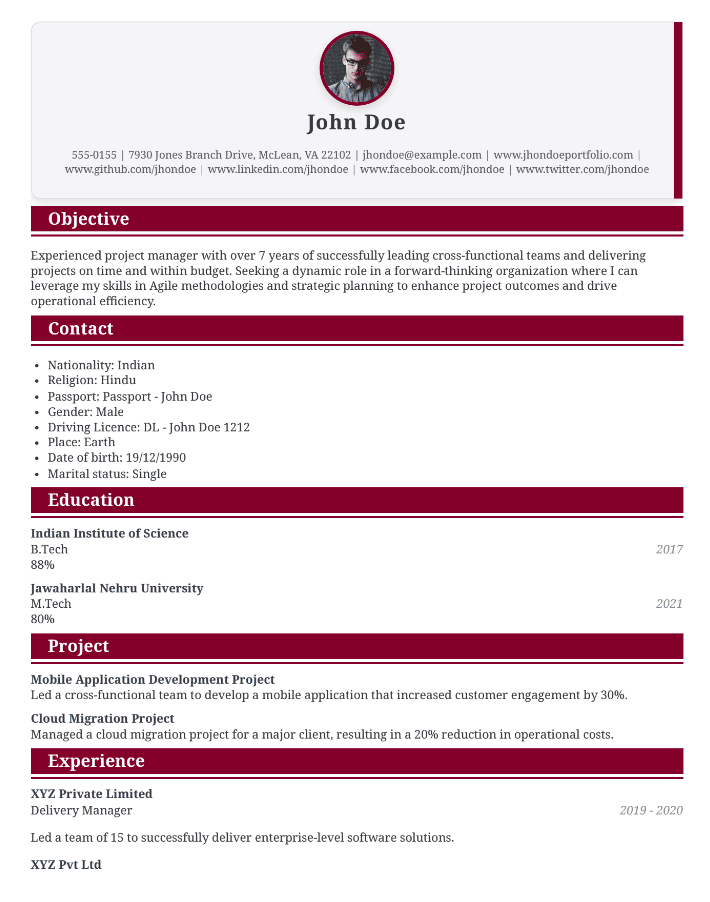 John Doe
555-0155 | 7930 Jones Branch Drive, McLean, VA 22102 | jhondoe@example.com | www.jhondoeportfolio.com |
www.github.com/jhondoe | www.linkedin.com/jhondoe | www.facebook.com/jhondoe | www.twitter.com/jhondoe
Objective
Experienced project manager with over 7 years of successfully leading cross-functional teams and delivering
projects on time and within budget. Seeking a dynamic role in a forward-thinking organization where I can
leverage my skills in Agile methodologies and strategic planning to enhance project outcomes and drive
operational efficiency.
Contact
• Nationality: Indian
• Religion: Hindu
• Passport: Passport - John Doe
• Gender: Male
• Driving Licence: DL - John Doe 1212
• Place: Earth
• Date of birth: 19/12/1990
• Marital status: Single
Education
Indian Institute of Science
B.Tech 2017
88%
Jawaharlal Nehru University
M.Tech 2021
80%
Project
Mobile Application Development Project
Led a cross-functional team to develop a mobile application that increased customer engagement by 30%.
Cloud Migration Project
Managed a cloud migration project for a major client, resulting in a 20% reduction in operational costs.
Experience
XYZ Private Limited
Delivery Manager 2019 - 2020
Led a team of 15 to successfully deliver enterprise-level software solutions.
XYZ Pvt Ltd